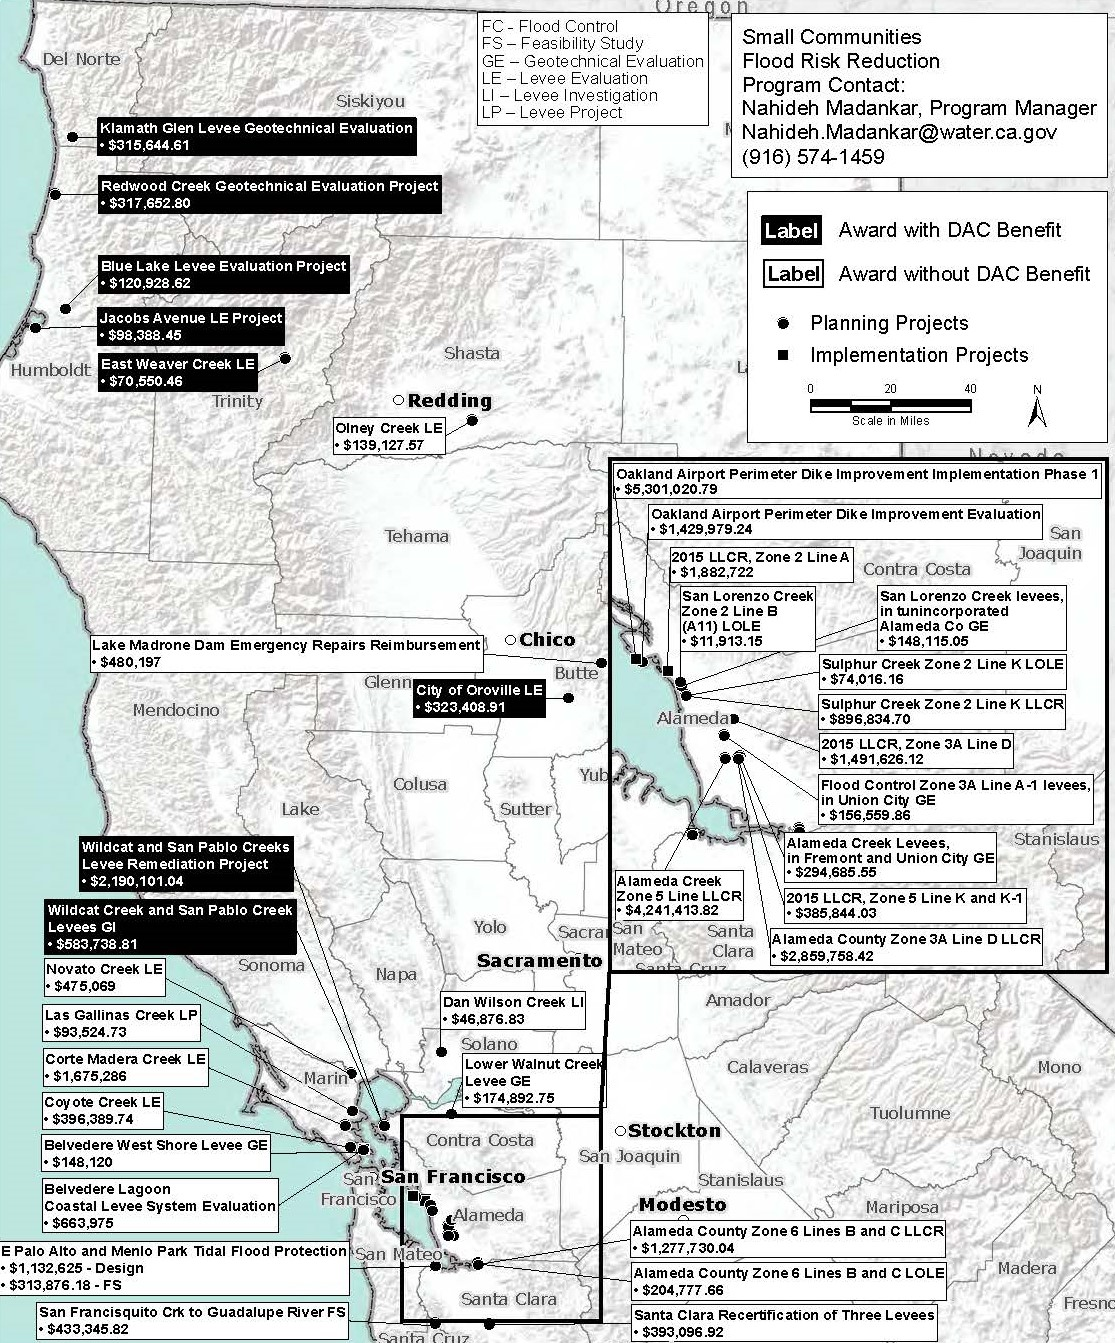 Oregon
Del Norte
Siskiyou
FC - Flood Control
FS – Feasibility Study
GE – Geotechnical Evaluation
LE – Levee Evaluation
LI – Levee Investigation
LP – Levee Project
Small Communities
Flood Risk Reduction
Program Contact:
Nahideh Madankar, Program Manager
Nahideh.Madankar@water.ca.gov
(916) 574-1459
Label Award with DAC Benefit
Label Award without DAC Benefit
Planning Projects
Implementation Projects
0 20 40
Scale in Miles
N
Klamath Glen Levee Geotechnical Evaluation
• $315,644.61
Redwood Creek Geotechnical Evaluation Project
• $317,652.80
Blue Lake Levee Evaluation Project
• $120,928.62
Jacobs Avenue LE Project
• $98,388.45
East Weaver Creek LE
• $70,550.46
Humboldt
Trinity
Shasta
Redding
Olney Creek LE
• $139,127.57
Nevada
Tehama
Oakland Airport Perimeter Dike Improvement Implementation Phase 1
• $5,301,020.79
Oakland Airport Perimeter Dike Improvement Evaluation
• $1,429,979.24
San
Joaquin
2015 LLCR, Zone 2 Line A
• $1,882,722
Contra Costa
San Lorenzo Creek
Zone 2 Line B
(A11) LOLE
• $11,913.15
San Lorenzo Creek levees,
in tunincorporated
Alameda Co GE
• $148,115.05
Sulphur Creek Zone 2 Line K LOLE
• $74,016.16
Sulphur Creek Zone 2 Line K LLCR
• $896,834.70
Alameda
2015 LLCR, Zone 3A Line D
• $1,491,626.12
Flood Control Zone 3A Line A-1 levees,
in Union City GE
• $156,559.86
Stanislaus
Alameda Creek Levees,
in Fremont and Union City GE
• $294,685.55
Alameda Creek
Zone 5 Line LLCR
• $4,241,413.82
2015 LLCR, Zone 5 Line K and K-1
• $385,844.03
San
Mateo
Santa
Clara
Alameda County Zone 3A Line D LLCR
• $2,859,758.42
Santa Cruz
Chico
Lake Madrone Dam Emergency Repairs Reimbursement
• $480,197
Butte
Glenn
City of Oroville LE
• $323,408.91
Mendocino
Colusa
Yub
Lake
Sutter
Wildcat and San Pablo Creeks
Levee Remediation Project
• $2,190,101.04
Wildcat Creek and San Pablo Creek
Levees GI
• $583,738.81
Yolo
Sacra
Sonoma
Napa
Sacramento
Novato Creek LE
• $475,069
Dan Wilson Creek LI
• $46,876.83
Amador
Las Gallinas Creek LP
• $93,524.73
Solano
Corte Madera Creek LE
• $1,675,286
Lower Walnut Creek
Levee GE
• $174,892.75
Calaveras
Mono
Marin
Coyote Creek LE
• $396,389.74
Tuolumne
Contra Costa
Stockton
Belvedere West Shore Levee GE
• $148,120
San Joaquin
San
Francisco
San Francisco
Stanislaus
Belvedere Lagoon
Coastal Levee System Evaluation
• $663,975
Modesto
Mariposa
Alameda
Alameda County Zone 6 Lines B and C LLCR
• $1,277,730.04
E Palo Alto and Menlo Park Tidal Flood Protection
• $1,132,625 - Design
• $313,876.18 - FS
San Mateo
Alameda County Zone 6 Lines B and C LOLE
• $204,777.66
Madera
Santa Clara
Fresno
San Francisquito Crk to Guadalupe River FS
• $433,345.82
Santa Clara Recertification of Three Levees
• $393,096.92
Santa Cruz